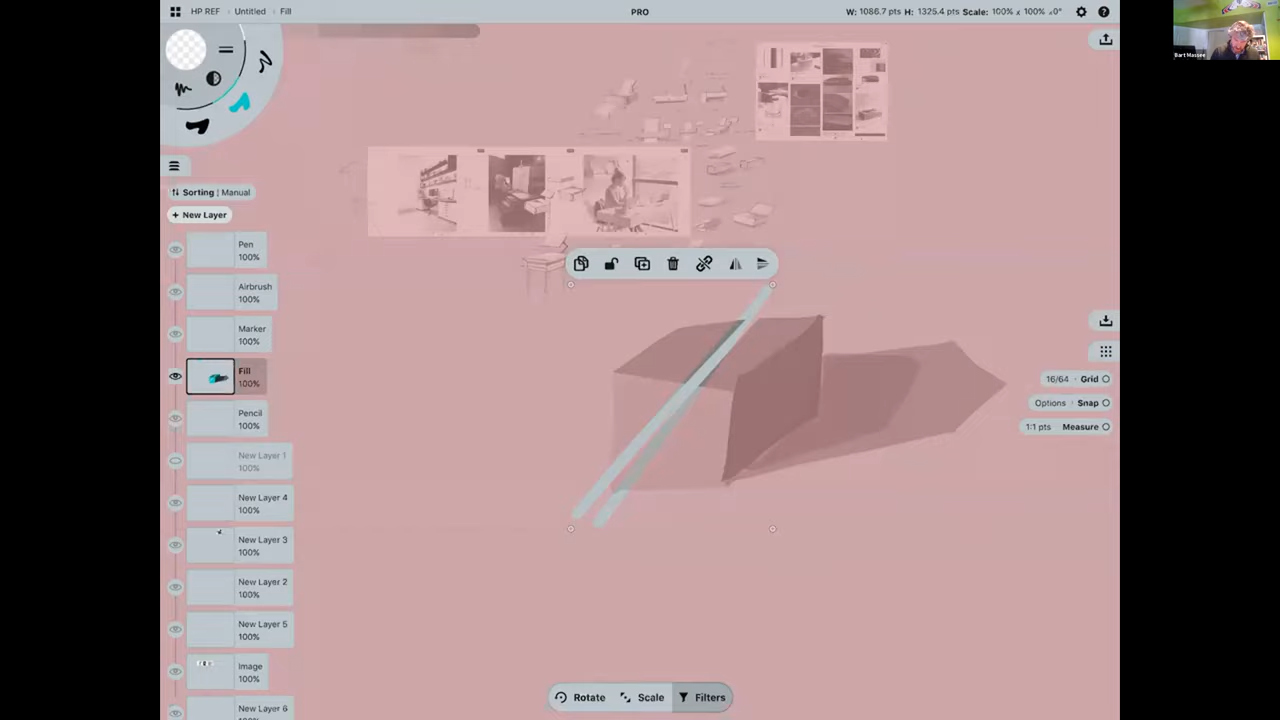 HP REF Untitled Fill PRO W: 1086.7 pts H: 1325.4 pts Scale: 100% x 100% ⦟0°
Bart Massee
Sorting | Manual
+ New Layer
Pen
100%
Airbrush
100%
Marker
100%
Fill
100%
Pencil
100%
New Layer 1
100%
New Layer 4
100%
New Layer 3
100%
New Layer 2
100%
New Layer 5
100%
Image
100%
New Layer 6
16/64 · Grid
Options · Snap
1:1 pts Measure
Rotate Scale Filters